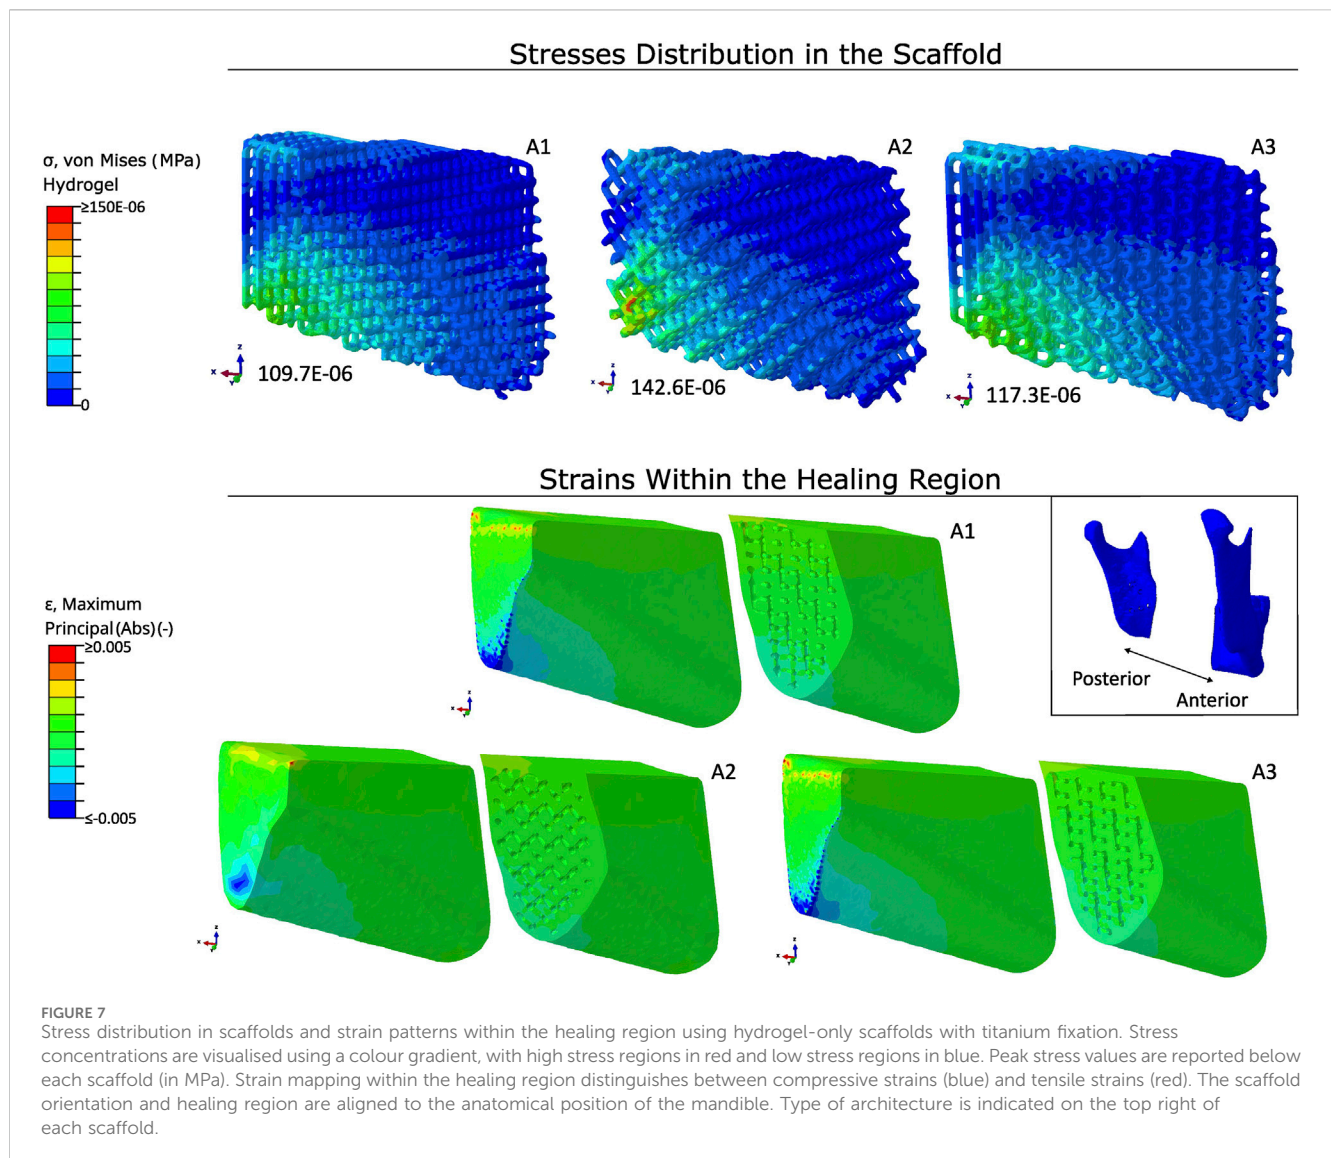 Stresses Distribution in the Scaffold
σ, von Mises (MPa)
Hydrogel
≥150E-06
0
A1
A2
A3
z
x
Y
109.7E-06
z
x
Y
142.6E-06
z
x
Y
117.3E-06
Strains Within the Healing Region
ε, Maximum
Principal(Abs)(-)
≥0.005
≤-0.005
A1
z
x
Y
Posterior
Anterior
A2
z
x
Y
A3
z
x
Y
FIGURE 7
Stress distribution in scaffolds and strain patterns within the healing region using hydrogel-only scaffolds with titanium fixation. Stress
concentrations are visualised using a colour gradient, with high stress regions in red and low stress regions in blue. Peak stress values are reported below
each scaffold (in MPa). Strain mapping within the healing region distinguishes between compressive strains (blue) and tensile strains (red). The scaffold
orientation and healing region are aligned to the anatomical position of the mandible. Type of architecture is indicated on the top right of
each scaffold.